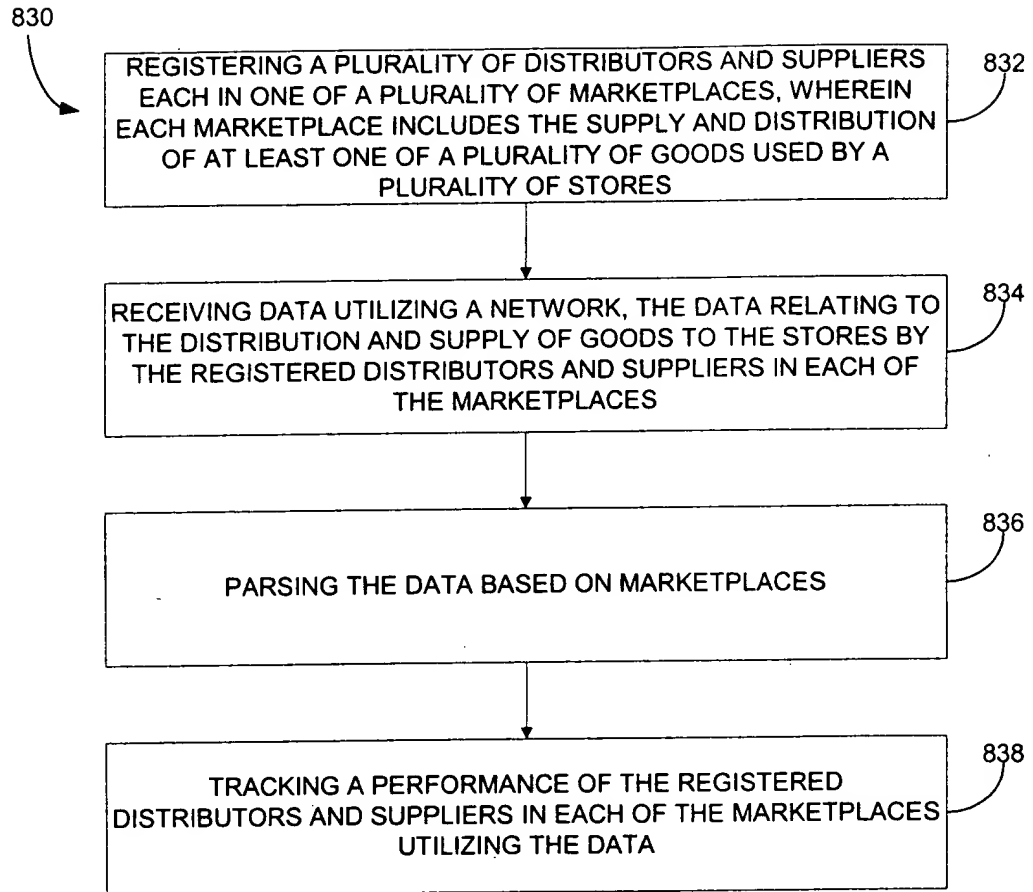 830
REGISTERING A PLURALITY OF DISTRIBUTORS AND SUPPLIERS
EACH IN ONE OF A PLURALITY OF MARKETPLACES, WHEREIN
EACH MARKETPLACE INCLUDES THE SUPPLY AND DISTRIBUTION
OF AT LEAST ONE OF A PLURALITY OF GOODS USED BY A
PLURALITY OF STORES
832
RECEIVING DATA UTILIZING A NETWORK, THE DATA RELATING TO
THE DISTRIBUTION AND SUPPLY OF GOODS TO THE STORES BY
THE REGISTERED DISTRIBUTORS AND SUPPLIERS IN EACH OF
THE MARKETPLACES
834
PARSING THE DATA BASED ON MARKETPLACES
836
TRACKING A PERFORMANCE OF THE REGISTERED
DISTRIBUTORS AND SUPPLIERS IN EACH OF THE MARKETPLACES
UTILIZING THE DATA
838